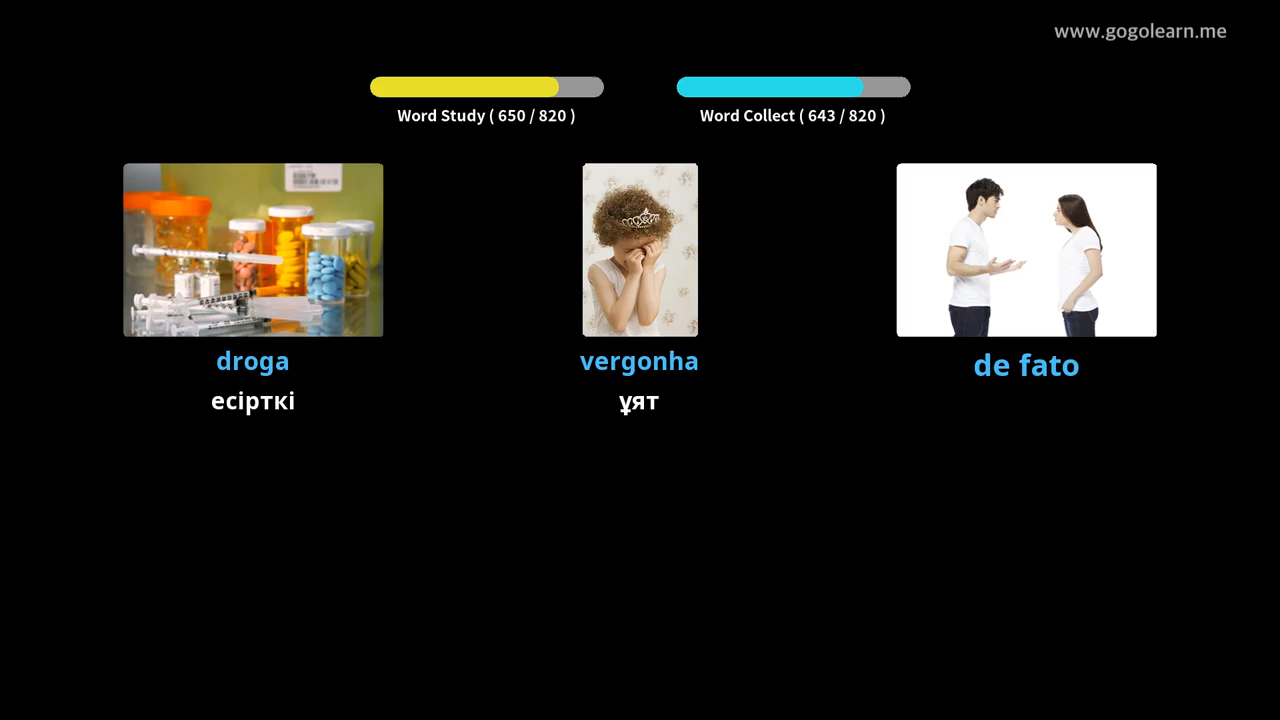 www.gogolearn.me
Word Study ( 650 / 820 )
Word Collect ( 643 / 820 )
droga
есірткі
vergonha
ұят
de fato